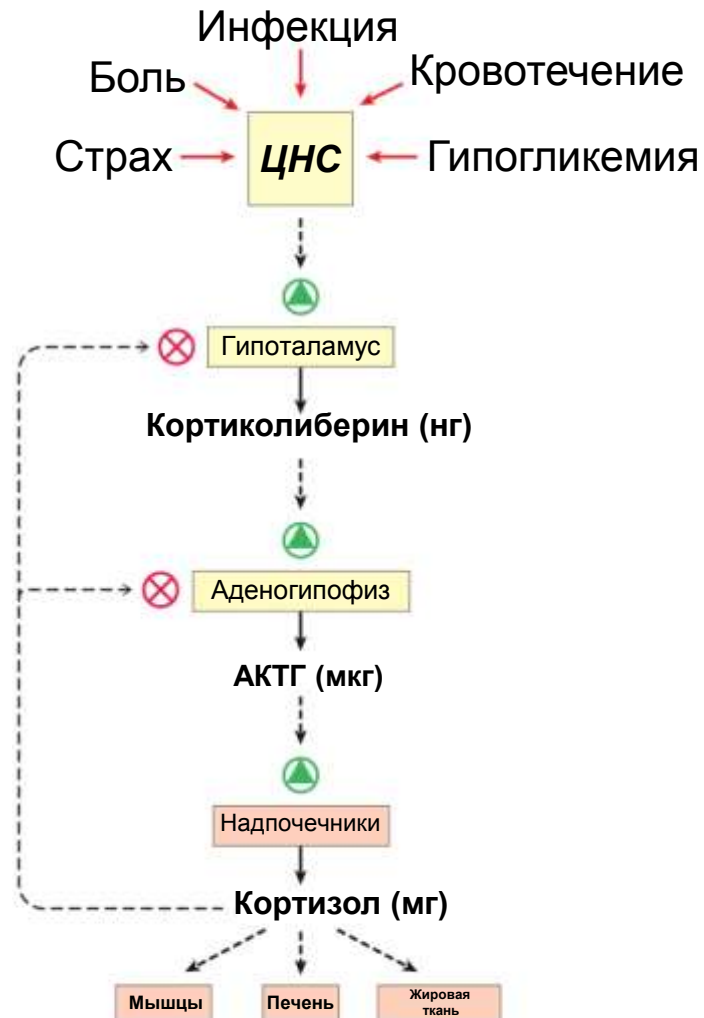 Инфекция
Боль
Кровотечение
Страх
ЦНС
Гипогликемия
Гипоталамус
Кортиколиберин (нг)
Аденогипофиз
АКТГ (мкг)
Надпочечники
Кортизол (мг)
Мышцы
Печень
Жировая
ткань